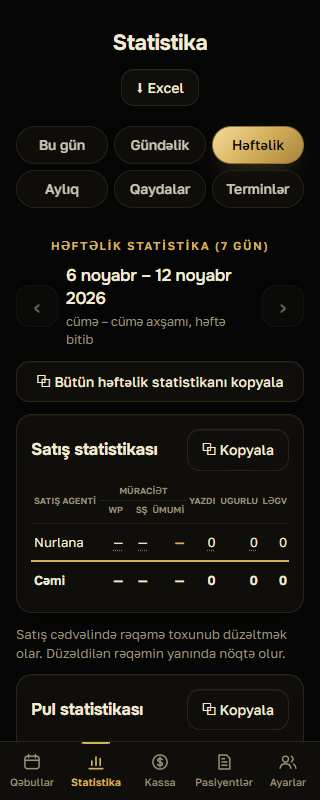 Statistika
⬇ Excel
Bu gün Gündəlik Həftəlik
Aylıq Qaydalar Terminlər
HƏFTƏLİK STATİSTİKA (7 GÜN)
‹ 6 noyabr – 12 noyabr ›
2026
cümə – cümə axşamı, həftə
bitib
Bütün həftəlik statistikanı kopyala
Satış statistikası Kopyala
SATIŞ AGENTİ MÜRACİƏT YAZDI UGURLU LƏGV
WP SŞ ÜMUMİ
Nurlana – – – 0 0 0
Cəmi – – – 0 0 0
Satış cədvəlində rəqəmə toxunub düzəltmək
olar. Düzəldilən rəqəmin yanında nöqtə olur.
Pul statistikası Kopyala
Qəbullar Statistika Kassa Pasiyentlər Ayarlar